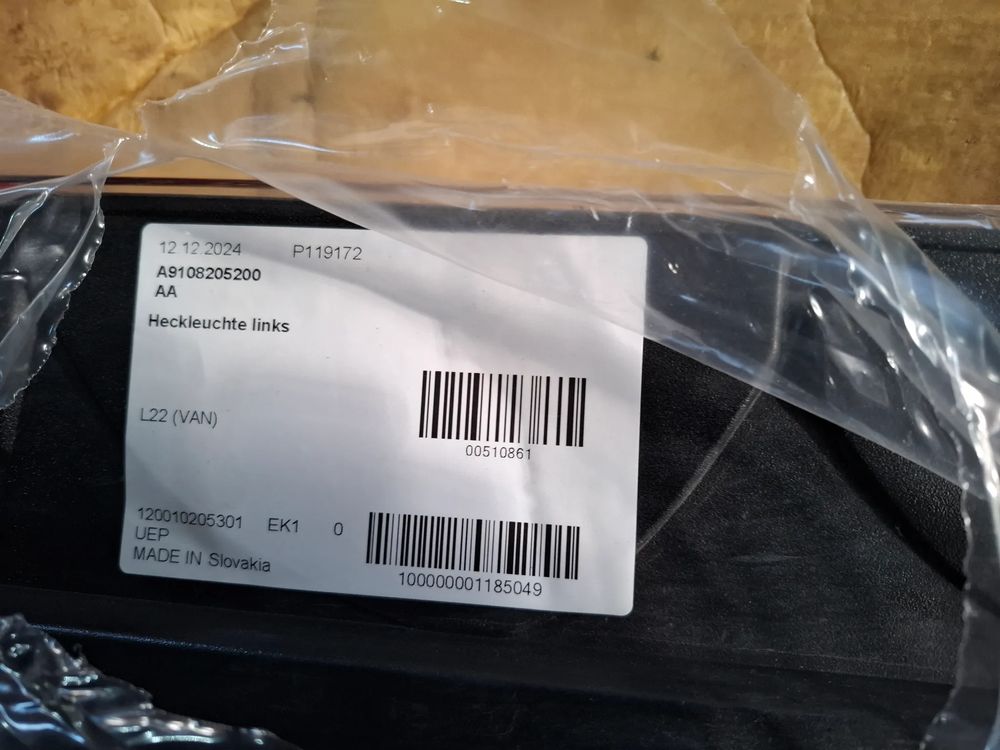 12.12.2024 P119172
A9108205200
AA
Heckleuchte links
L22 (VAN)
00510861
120010205301 EK1 0
UEP
MADE IN Slovakia
100000001185049